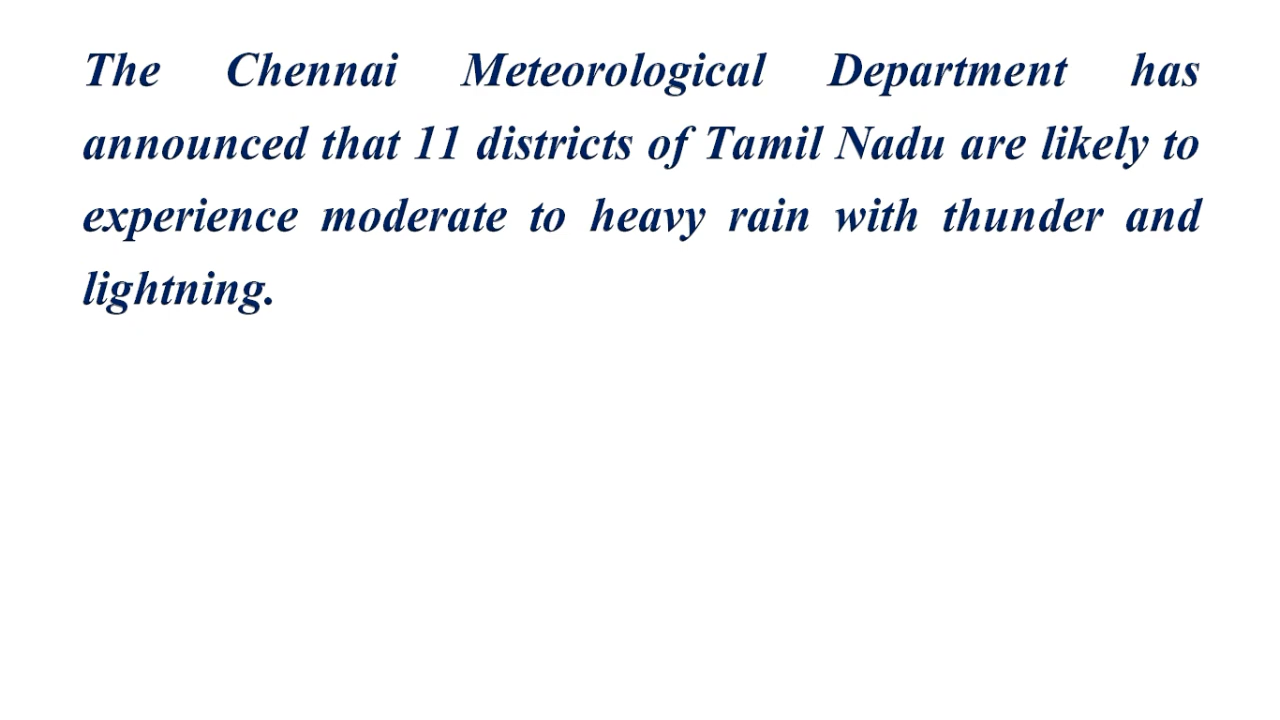 The Chennai Meteorological Department has
announced that 11 districts of Tamil Nadu are likely to
experience moderate to heavy rain with thunder and
lightning.